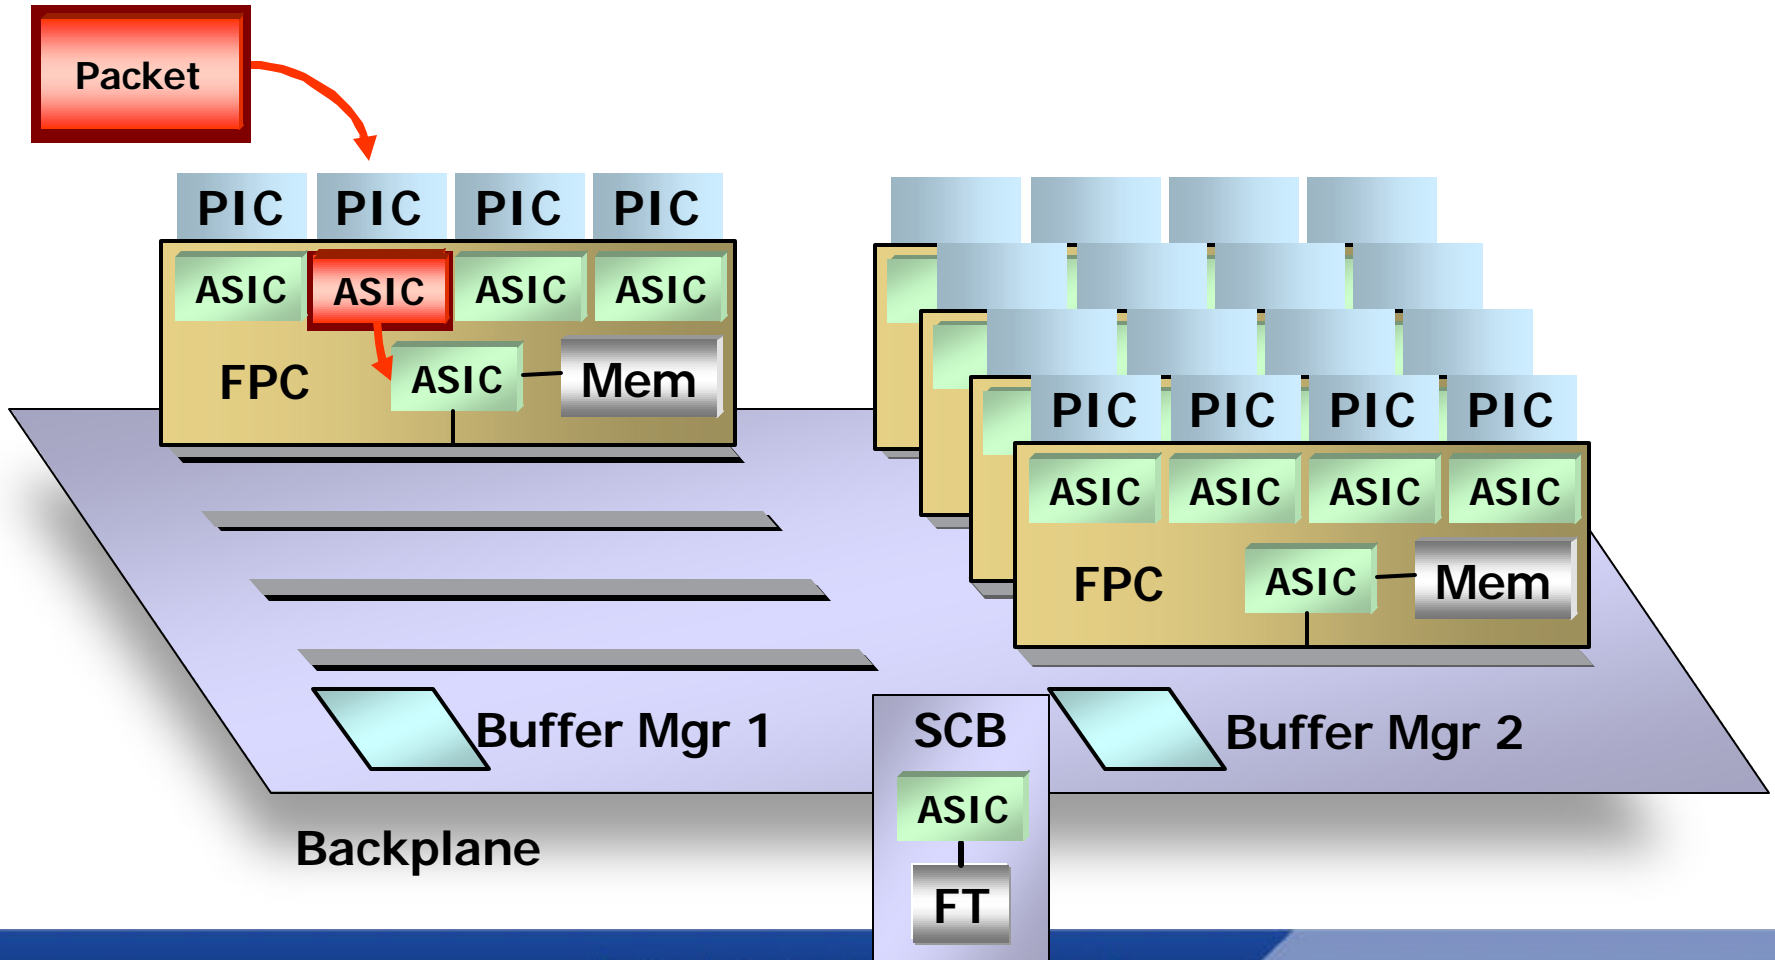 Packet
PIC PIC PIC PIC
ASIC ASIC ASIC ASIC
FPC ASIC Mem
PIC PIC PIC PIC
ASIC ASIC ASIC ASIC
FPC ASIC Mem
Buffer Mgr 1
SCB
Buffer Mgr 2
ASIC
Backplane
FT